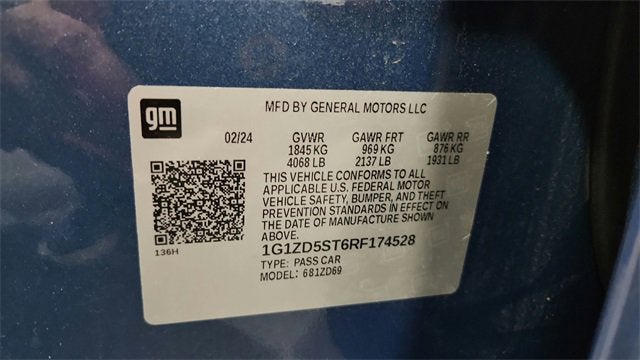 gm
MFD BY GENERAL MOTORS LLC
02/24 GVWR GAWR FRT GAWR RR
1845 KG 969 KG 876 KG
4068 LB 2137 LB 1931 LB
THIS VEHICLE CONFORMS TO ALL
APPLICABLE U.S. FEDERAL MOTOR
VEHICLE SAFETY, BUMPER, AND THEFT
PREVENTION STANDARDS IN EFFECT ON
THE DATE OF MANUFACTURE SHOWN
ABOVE.
136H
1G1ZD5ST6RF174528
TYPE: PASS CAR
MODEL: 681ZD69